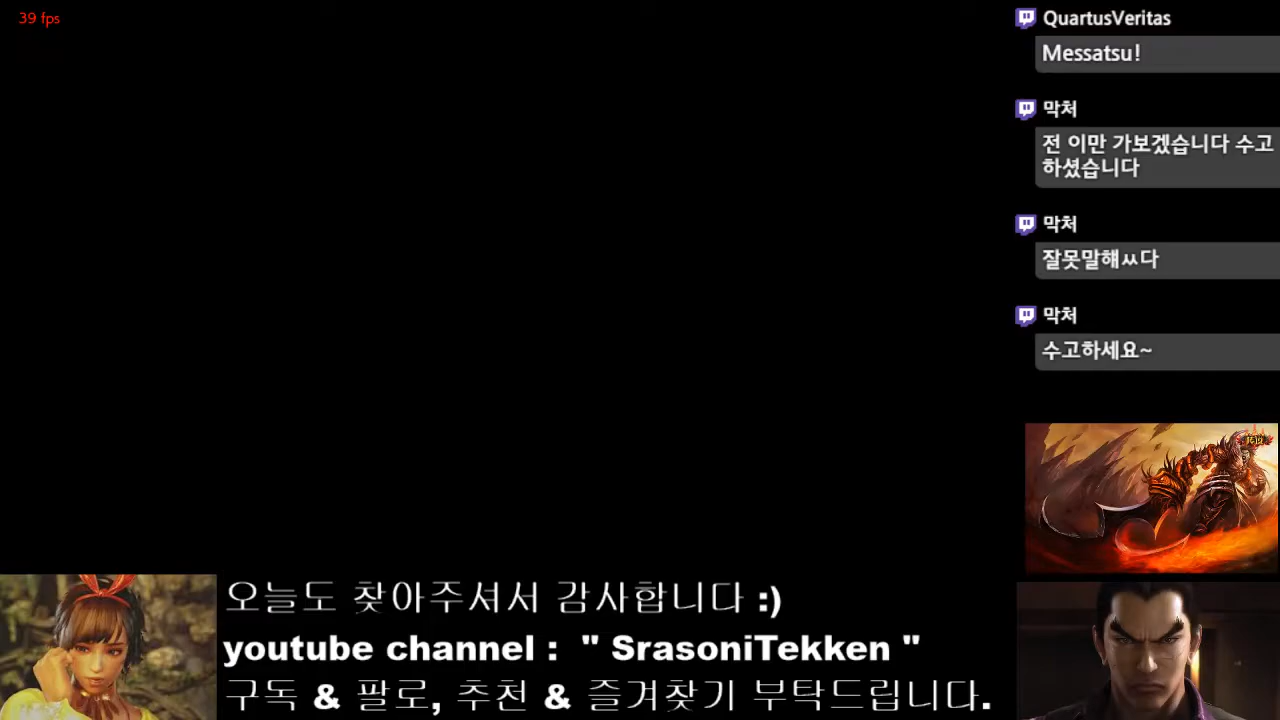 39 fps
QuartusVeritas
Messatsu!
막처
전 이만 가보겠습니다 수고
하셨습니다
막처
잘못말해ㅆ다
막처
수고하세요~
오늘도 찾아주셔서 감사합니다 :)
youtube channel : " SrasoniTekken "
구독 & 팔로, 추천 & 즐겨찾기 부탁드립니다.